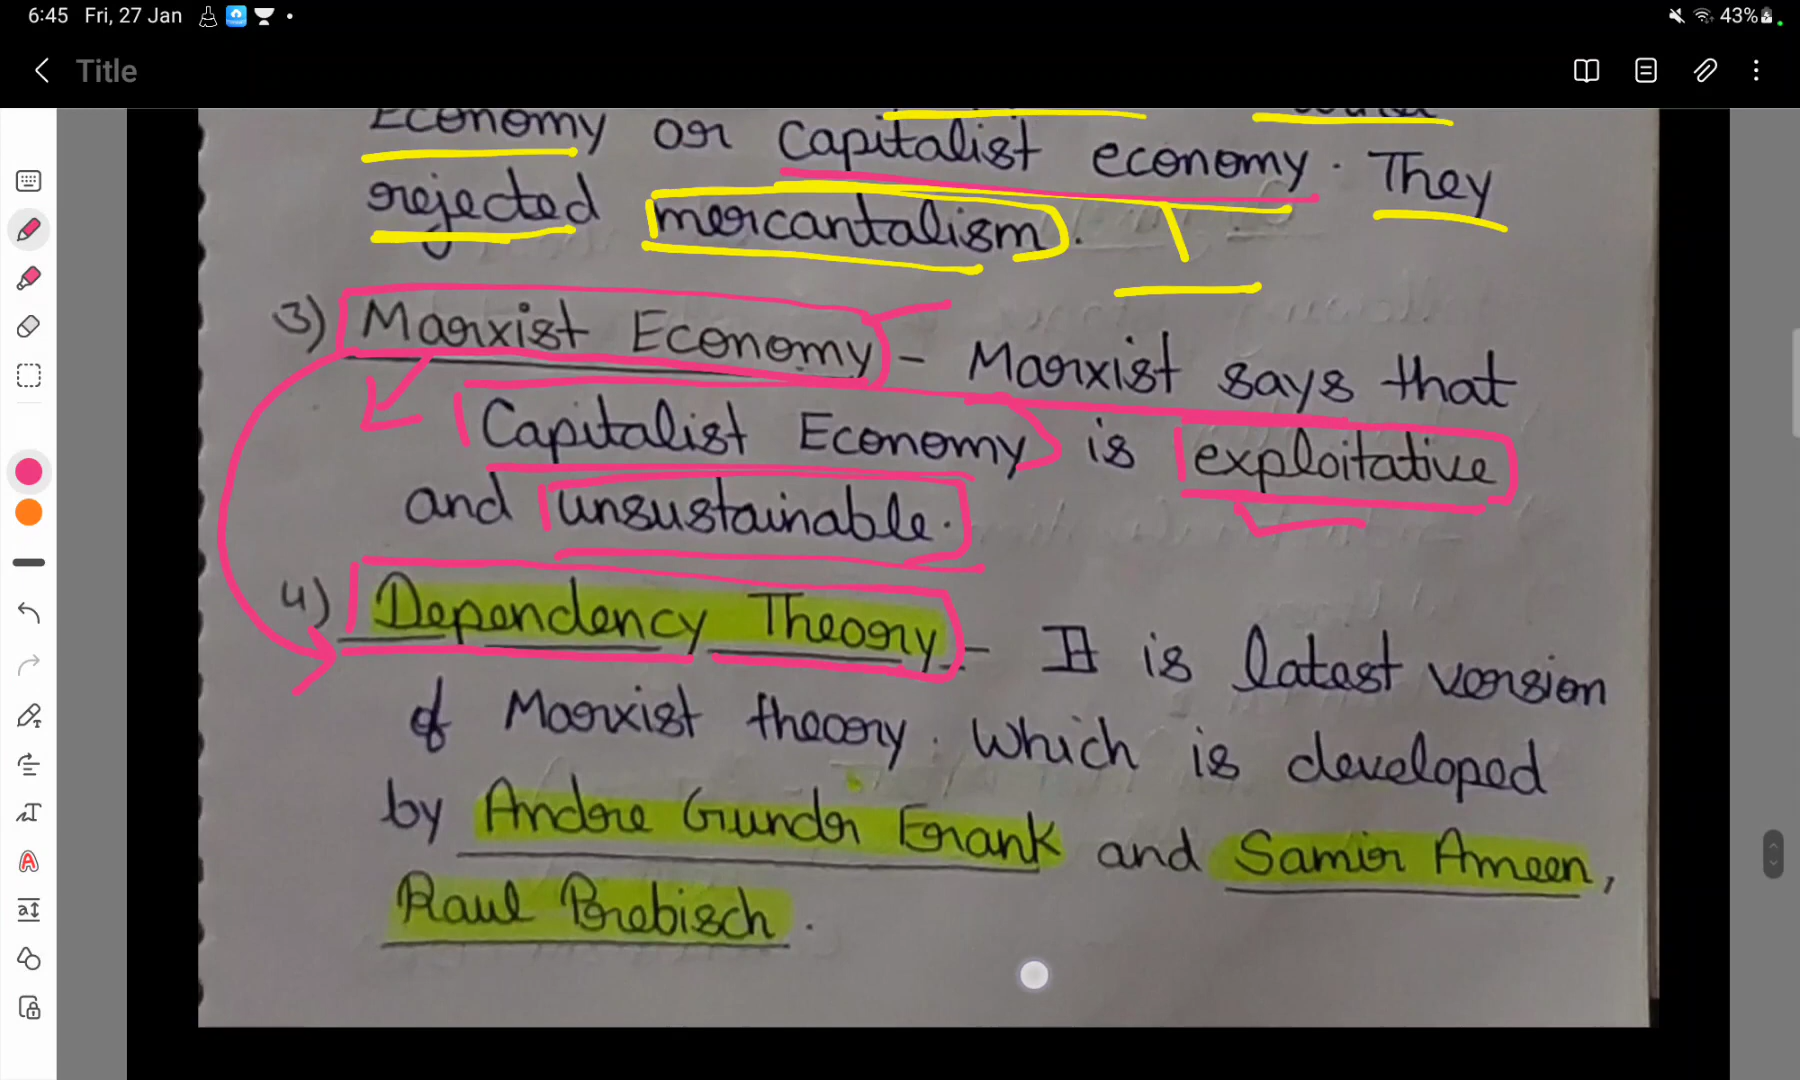 6:45 Fri, 27 Jan
43%
Title
Economy or Capitalist economy. They
rejected mercantalism.
3) Marxist Economy - Marxist says that
Capitalist Economy is exploitative
and unsustainable.
4) Dependency Theory - It is latest version
of Marxist theory. Which is developed
by Andre Gundr Frank and Samir Ameen,
Raul Prebisch.